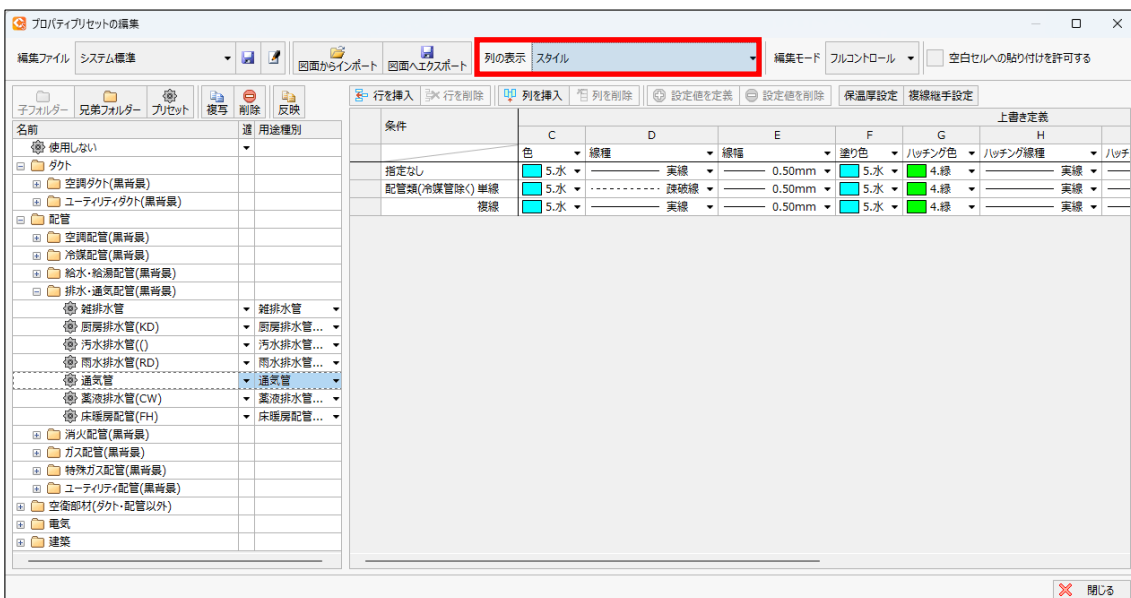 プロパティプリセットの編集
編集ファイル システム標準 図面からインポート 図面へエクスポート 列の表示 スタイル 編集モード フルコントロール 空白セルへの貼り付けを許可する
子フォルダー 兄弟フォルダー プリセット 複写 削除 反映
行を挿入 行を削除 列を挿入 列を削除 設定値を定義 設定値を削除 保温厚設定 複線継手設定
名前 用途種別
条件 上書き定義
C D E F G H
色 線種 線幅 塗り色 ハッチング色 ハッチング線種 ハッチ
指定なし 5.水 実線 0.50mm 5.水 4.緑 実線
配管類(冷媒管除く) 単線 5.水 疎破線 0.50mm 5.水 4.緑 実線
複線 5.水 実線 0.50mm 5.水 4.緑 実線
使用しない
ダクト
空調ダクト(黒背景)
ユーティリティダクト(黒背景)
配管
空調配管(黒背景)
冷媒配管(黒背景)
給水・給湯配管(黒背景)
排水・通気配管(黒背景)
雑排水管 雑排水管
厨房排水管(KD) 厨房排水管...
汚水排水管(() 汚水排水管...
雨水排水管(RD) 雨水排水管...
通気管 通気管
薬液排水管(CW) 薬液排水管...
床暖房配管(FH) 床暖房配管...
消火配管(黒背景)
ガス配管(黒背景)
特殊ガス配管(黒背景)
ユーティリティ配管(黒背景)
空衛部材(ダクト・配管以外)
電気
建築
閉じる